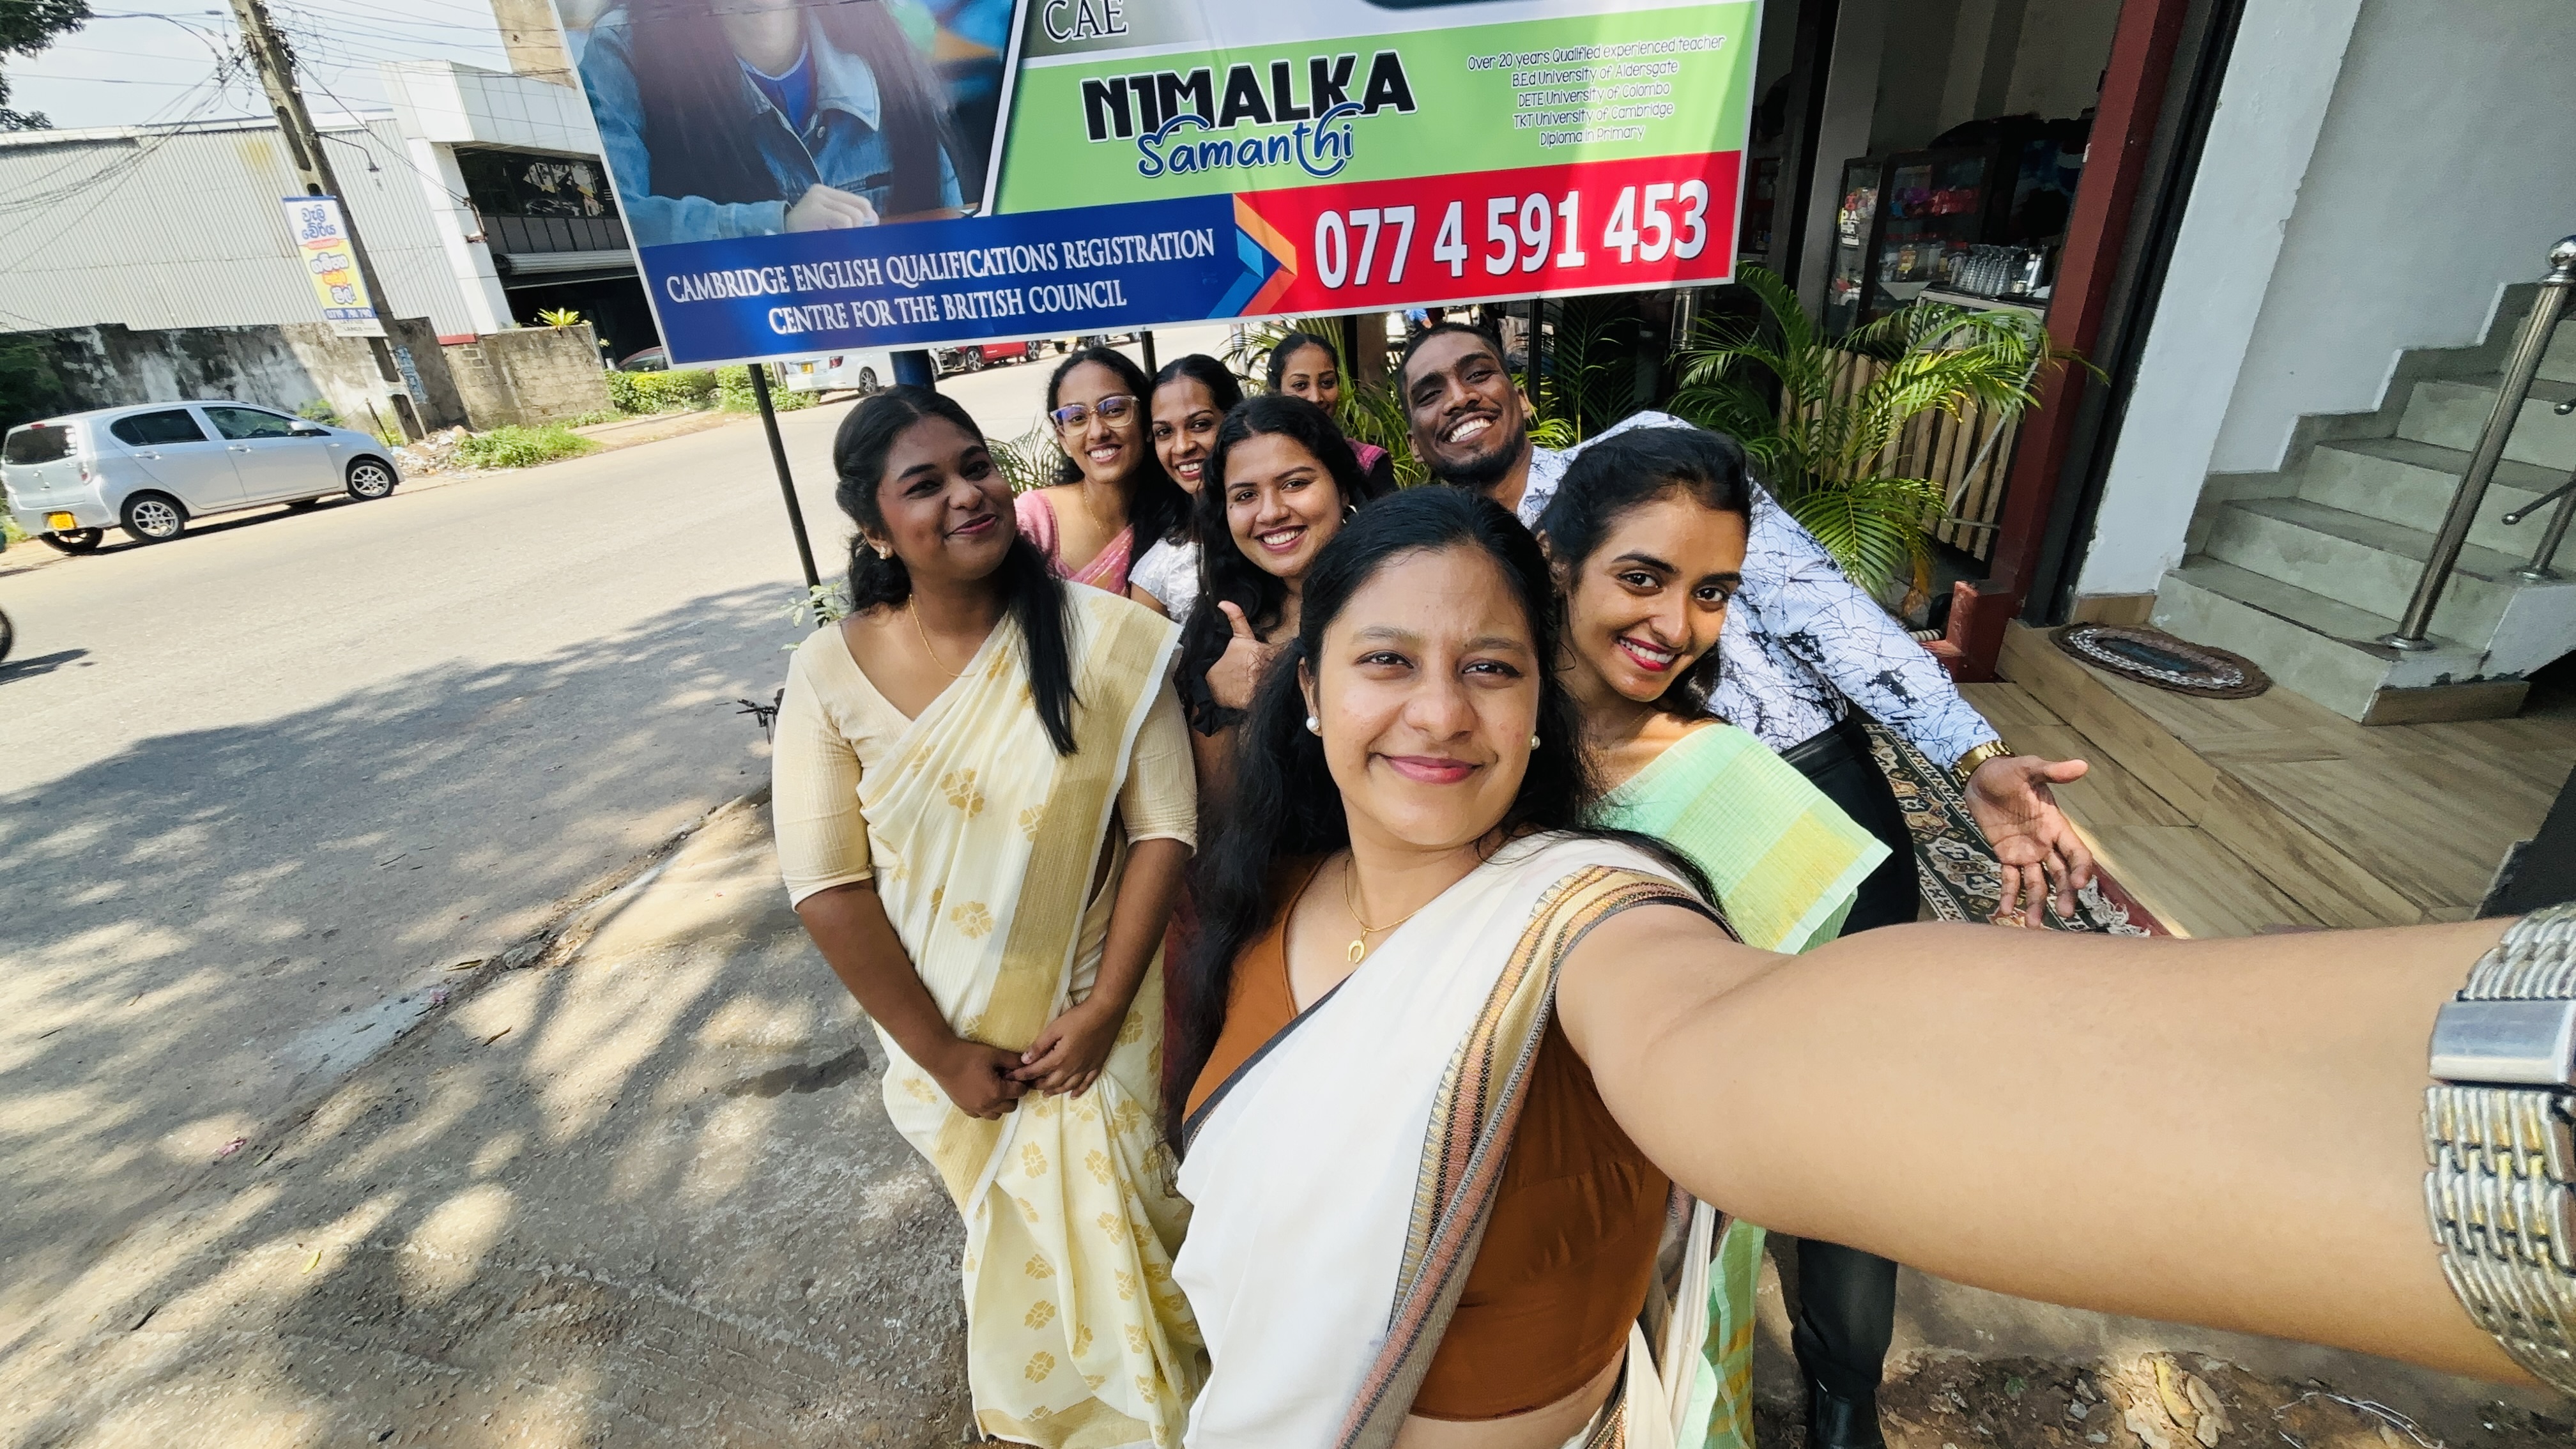 CAE
NIMALKA
Samanthi
Over 20 years Qualified experienced teacher
B.Ed University of Aldersgate
DETE University of Colombo
TKT University of Cambridge
Diploma in Primary
CAMBRIDGE ENGLISH QUALIFICATIONS REGISTRATION
CENTRE FOR THE BRITISH COUNCIL
077 4 591 453